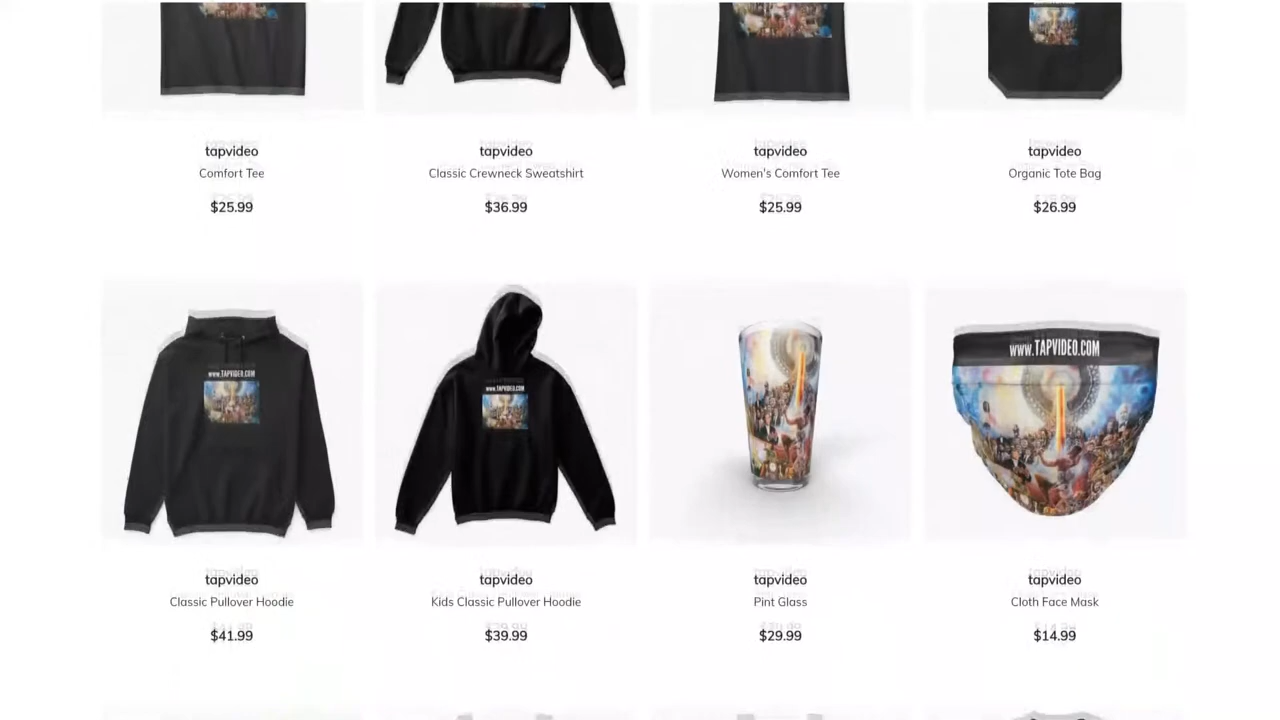 tapvideo
Comfort Tee
$25.99
tapvideo
Classic Crewneck Sweatshirt
$36.99
tapvideo
Women's Comfort Tee
$25.99
tapvideo
Organic Tote Bag
$26.99
www.TAPVIDEO.COM
www.TAPVIDEO.COM
www.TAPVIDEO.COM
tapvideo
Classic Pullover Hoodie
$41.99
tapvideo
Kids Classic Pullover Hoodie
$39.99
tapvideo
Pint Glass
$29.99
tapvideo
Cloth Face Mask
$14.99